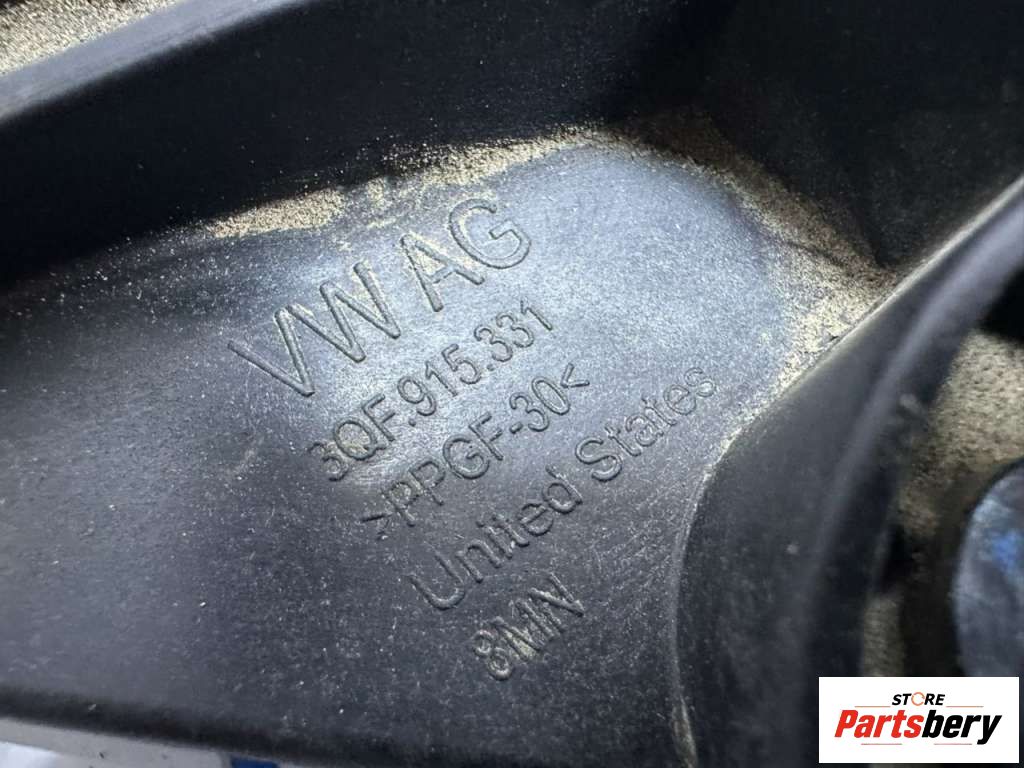 VW AG
3QF.915.331
>PPGF-30<
United States
8MN
STORE
Partsbery